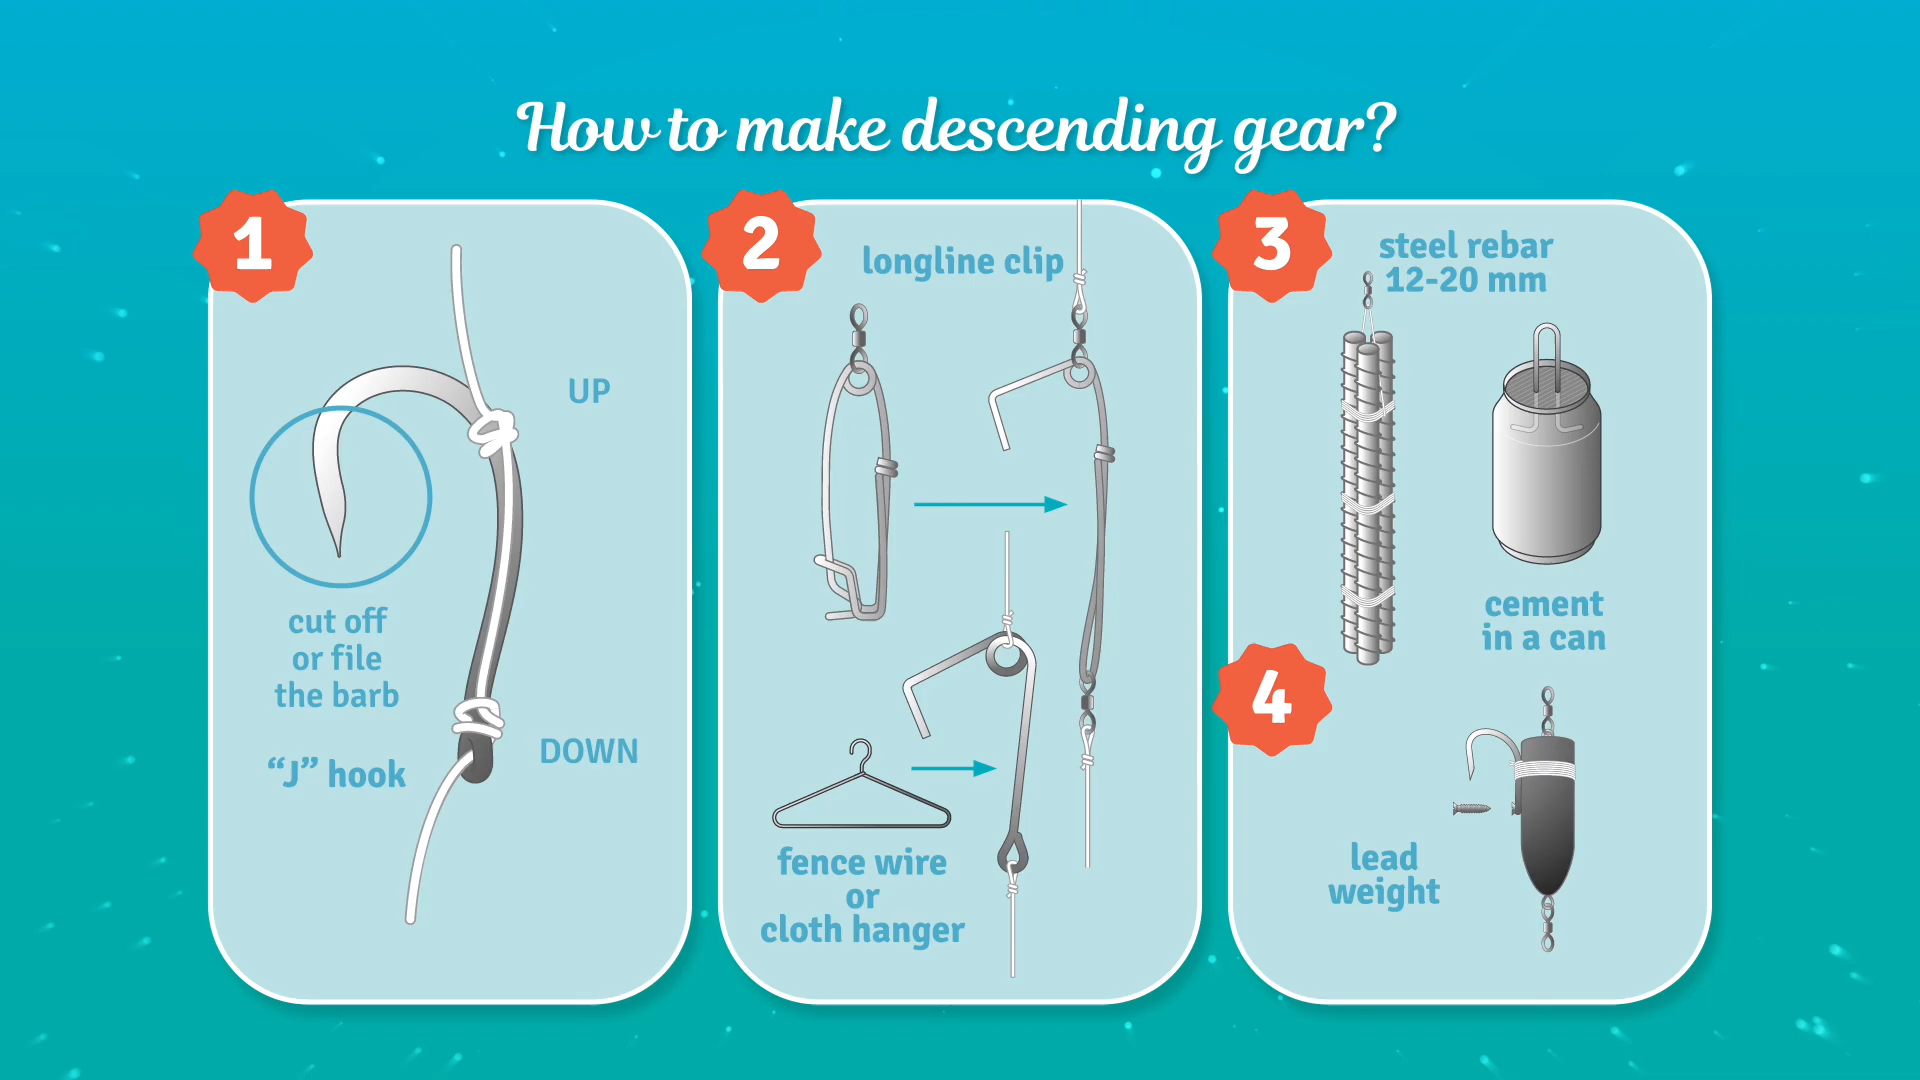 How to make descending gear?
1
UP
cut off
or file
the barb
"J" hook
DOWN
2
longline clip
fence wire
or
cloth hanger
3
steel rebar
12-20 mm
cement
in a can
4
lead
weight